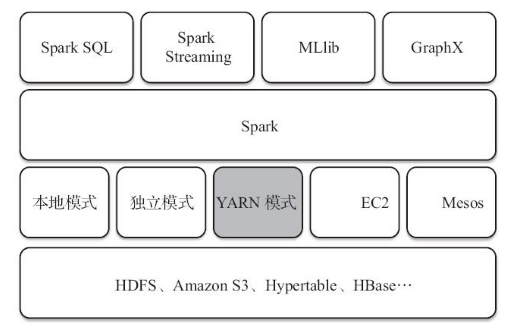 Spark SQL
Spark
Streaming
MLlib
GraphX
Spark
本地模式
独立模式
YARN 模式
EC2
Mesos
HDFS、Amazon S3、Hypertable、HBase…